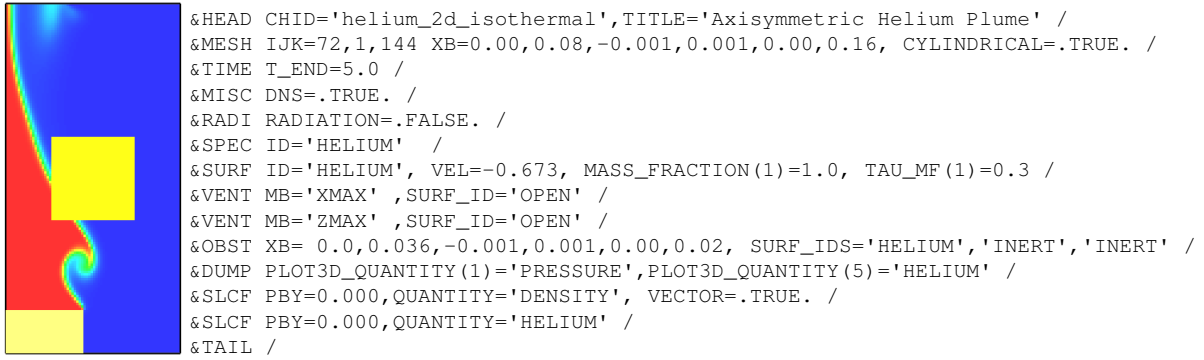 &HEAD CHID='helium_2d_isothermal',TITLE='Axisymmetric Helium Plume' /
&MESH IJK=72,1,144 XB=0.00,0.08,-0.001,0.001,0.00,0.16, CYLINDRICAL=.TRUE. /
&TIME T_END=5.0 /
&MISC DNS=.TRUE. /
&RADI RADIATION=.FALSE. /
&SPEC ID='HELIUM'  /
&SURF ID='HELIUM', VEL=-0.673, MASS_FRACTION(1)=1.0, TAU_MF(1)=0.3 /
&VENT MB='XMAX' ,SURF_ID='OPEN' /
&VENT MB='ZMAX' ,SURF_ID='OPEN' /
&OBST XB= 0.0,0.036,-0.001,0.001,0.00,0.02, SURF_IDS='HELIUM','INERT','INERT' /
&DUMP PLOT3D_QUANTITY(1)='PRESSURE',PLOT3D_QUANTITY(5)='HELIUM' /
&SLCF PBY=0.000,QUANTITY='DENSITY', VECTOR=.TRUE. /
&SLCF PBY=0.000,QUANTITY='HELIUM' /
&TAIL /